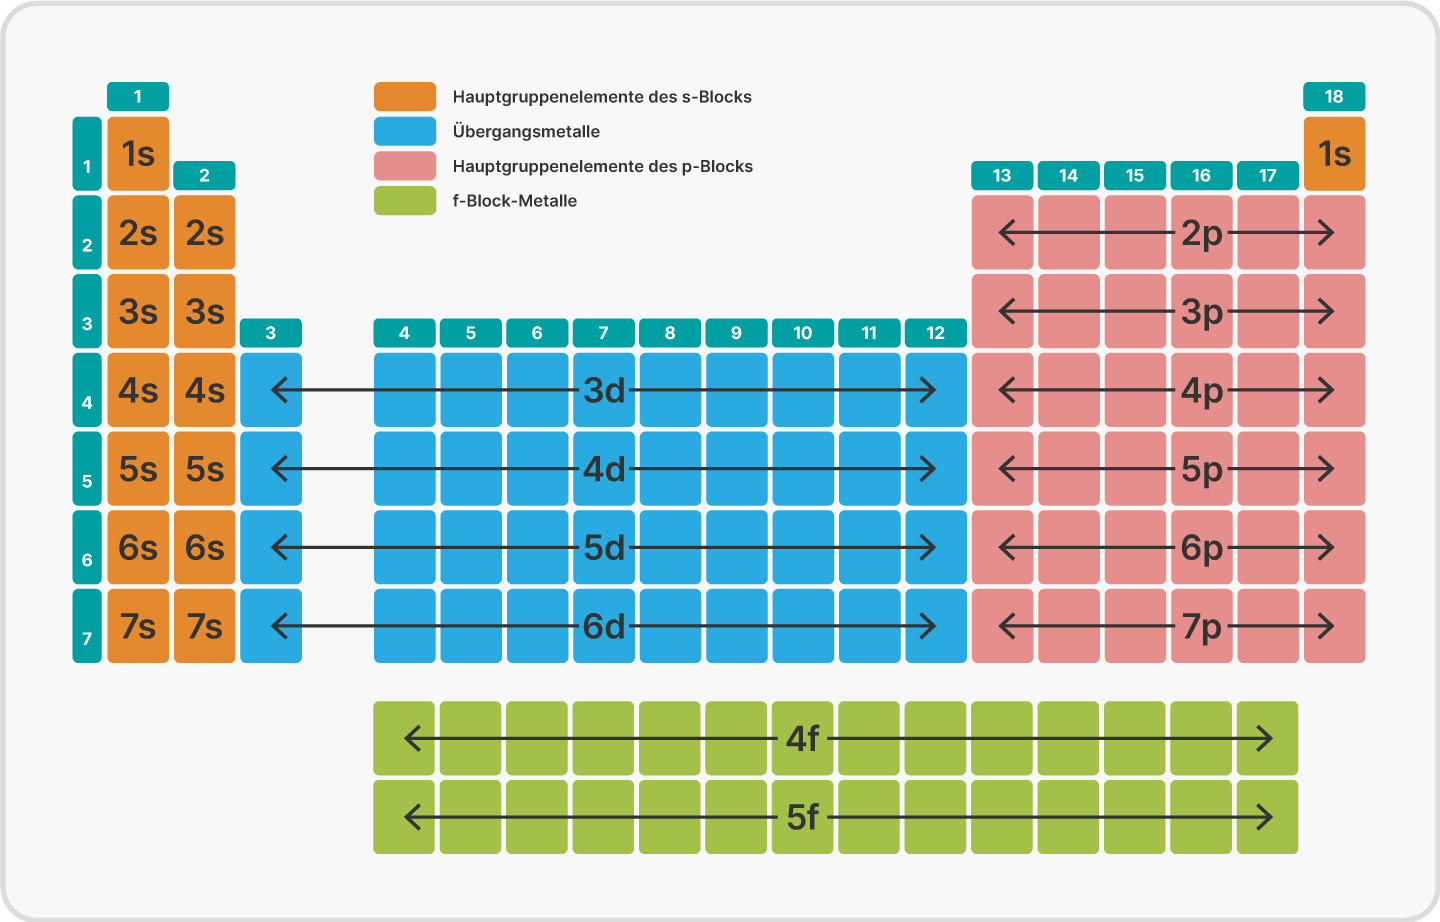 1
18
Hauptgruppenelemente des s-Blocks
Übergangsmetalle
Hauptgruppenelemente des p-Blocks
f-Block-Metalle
1 1s 1s
2 13 14 15 16 17
2 2s 2s 2p
3 3s 3s 3p
3 4 5 6 7 8 9 10 11 12
4 4s 4s 3d 4p
5 5s 5s 4d 5p
6 6s 6s 5d 6p
7 7s 7s 6d 7p
4f
5f